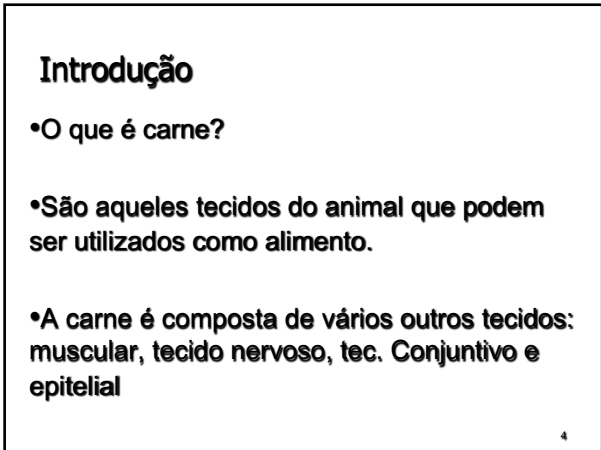 Introdução
•O que é carne?
•São aqueles tecidos do animal que podem
ser utilizados como alimento.
•A carne é composta de vários outros tecidos:
muscular, tecido nervoso, tec. Conjuntivo e
epitelial
4